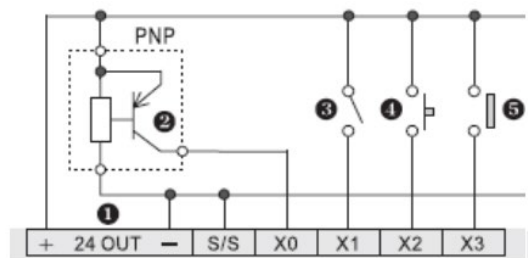 PNP
❷
❸
❹
❺
❶
+ 24 OUT − S/S X0 X1 X2 X3